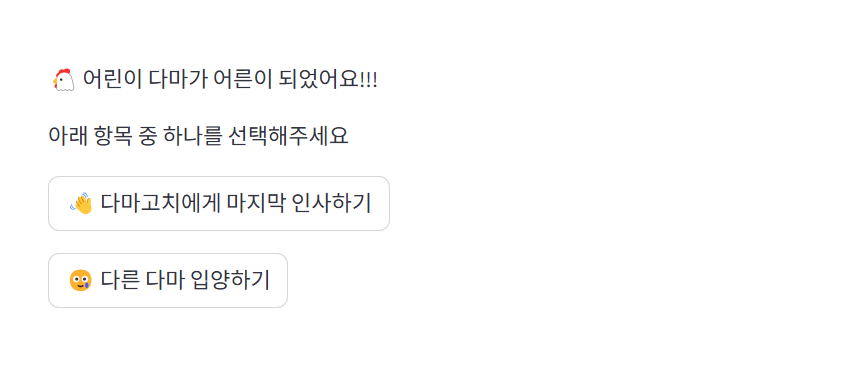 🐔 어린이 다마가 어른이 되었어요!!!
아래 항목 중 하나를 선택해주세요
👋 다마고치에게 마지막 인사하기
🥲 다른 다마 입양하기